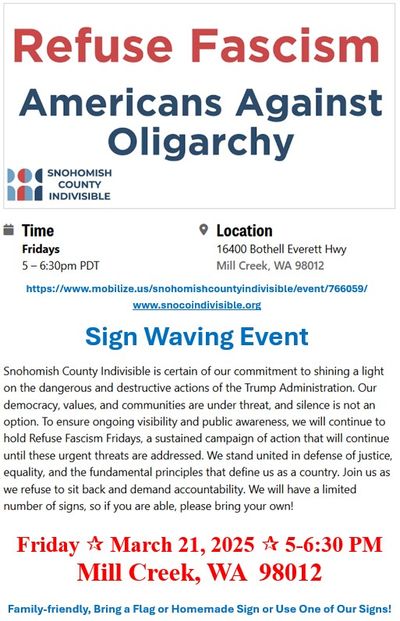 Refuse Fascism
Americans Against
Oligarchy
SNOHOMISH
COUNTY
INDIVISIBLE
Time
Fridays
5 – 6:30pm PDT
Location
16400 Bothell Everett Hwy
Mill Creek, WA 98012
https://www.mobilize.us/snohomishcountyindivisible/event/766059/
www.snocoindivisible.org
Sign Waving Event
Snohomish County Indivisible is certain of our commitment to shining a light
on the dangerous and destructive actions of the Trump Administration. Our
democracy, values, and communities are under threat, and silence is not an
option. To ensure ongoing visibility and public awareness, we will continue to
hold Refuse Fascism Fridays, a sustained campaign of action that will continue
until these urgent threats are addressed. We stand united in defense of justice,
equality, and the fundamental principles that define us as a country. Join us as
we refuse to sit back and demand accountability. We will have a limited
number of signs, so if you are able, please bring your own!
Friday ☆ March 21, 2025 ☆ 5-6:30 PM
Mill Creek, WA 98012
Family-friendly, Bring a Flag or Homemade Sign or Use One of Our Signs!